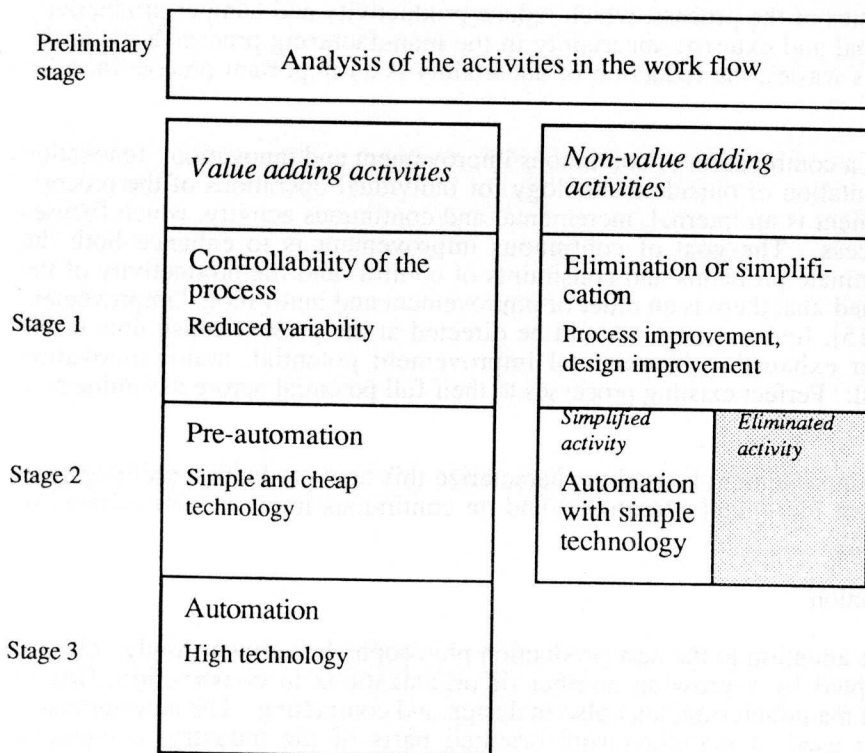 Preliminary
stage
Analysis of the activities in the work flow
Value adding activities
Non-value adding
activities
Stage 1
Controllability of the
process
Reduced variability
Elimination or simplifi-
cation
Process improvement,
design improvement
Stage 2
Pre-automation
Simple and cheap
technology
Simplified
activity
Automation
with simple
technology
Eliminated
activity
Stage 3
Automation
High technology